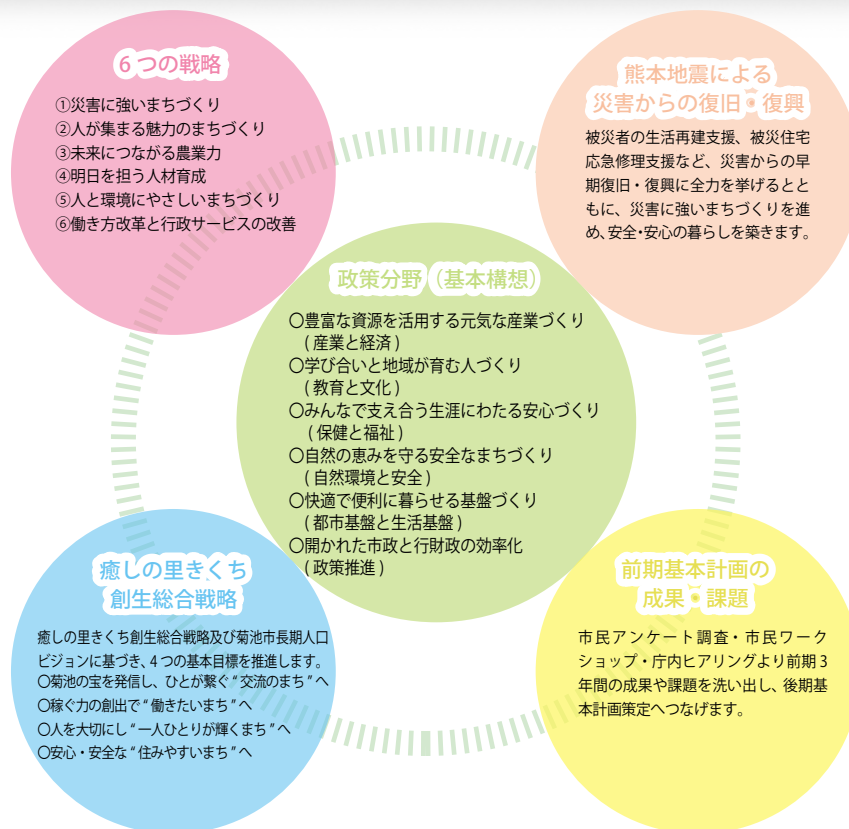 6つの戦略
①災害に強いまちづくり
②人が集まる魅力のまちづくり
③未来につながる農業力
④明日を担う人材育成
⑤人と環境にやさしいまちづくり
⑥働き方改革と行政サービスの改善
熊本地震による
災害からの復旧・復興
被災者の生活再建支援、被災住宅
応急修理支援など、災害からの早
期復旧・復興に全力を挙げるとと
もに、災害に強いまちづくりを進
め、安全・安心の暮らしを築きます。
政策分野（基本構想）
〇豊富な資源を活用する元気な産業づくり
(産業と経済)
〇学び合いと地域が育む人づくり
(教育と文化)
〇みんなで支え合う生涯にわたる安心づくり
(保健と福祉)
〇自然の恵みを守る安全なまちづくり
(自然環境と安全)
〇快適で便利に暮らせる基盤づくり
(都市基盤と生活基盤)
〇開かれた市政と行財政の効率化
(政策推進)
癒しの里きくち
創生総合戦略
癒しの里きくち創生総合戦略及び菊池市長期人口
ビジョンに基づき、4つの基本目標を推進します。
〇菊池の宝を発信し、ひとが繋ぐ“交流のまち”へ
〇稼ぐ力の創出で“働きたいまち”へ
〇人を大切にし“一人ひとりが輝くまち”へ
〇安心・安全な“住みやすいまち”へ
前期基本計画の
成果・課題
市民アンケート調査・市民ワーク
ショップ・庁内ヒアリングより前期3
年間の成果や課題を洗い出し、後期基
本計画策定へつなげます。